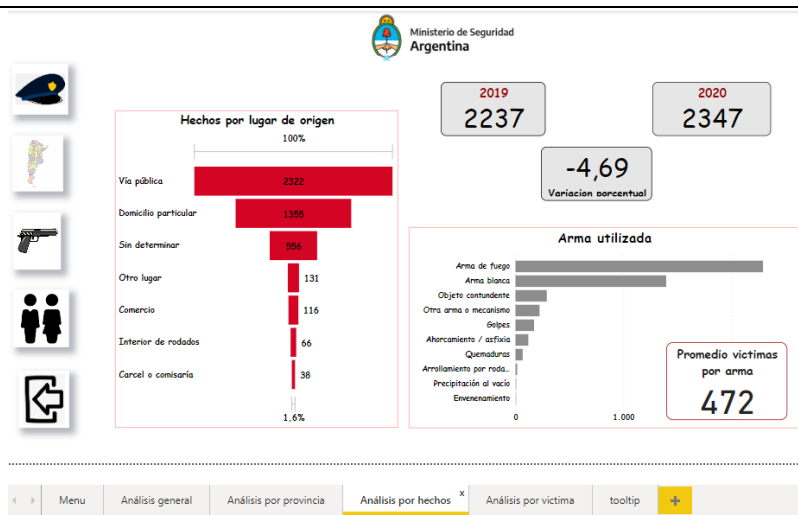 Ministerio de Seguridad
Argentina
2019
2237
2020
2347
-4,69
Variacion porcentual
Hechos por lugar de origen
100%
Vía pública
2322
Domicilio particular
1355
Sin determinar
556
Otro lugar
131
Comercio
116
Interior de rodados
66
Carcel o comisaría
38
1,6%
Arma utilizada
Arma de fuego
Arma blanca
Objeto contundente
Otra arma o mecanismo
Golpes
Ahorcamiento / asfixia
Quemaduras
Arrollamiento por roda...
Precipitación al vacío
Envenenamiento
0
1.000
Promedio victimas
por arma
472
Menu
Análisis general
Análisis por provincia
Análisis por hechos
x
Análisis por victima
tooltip
+